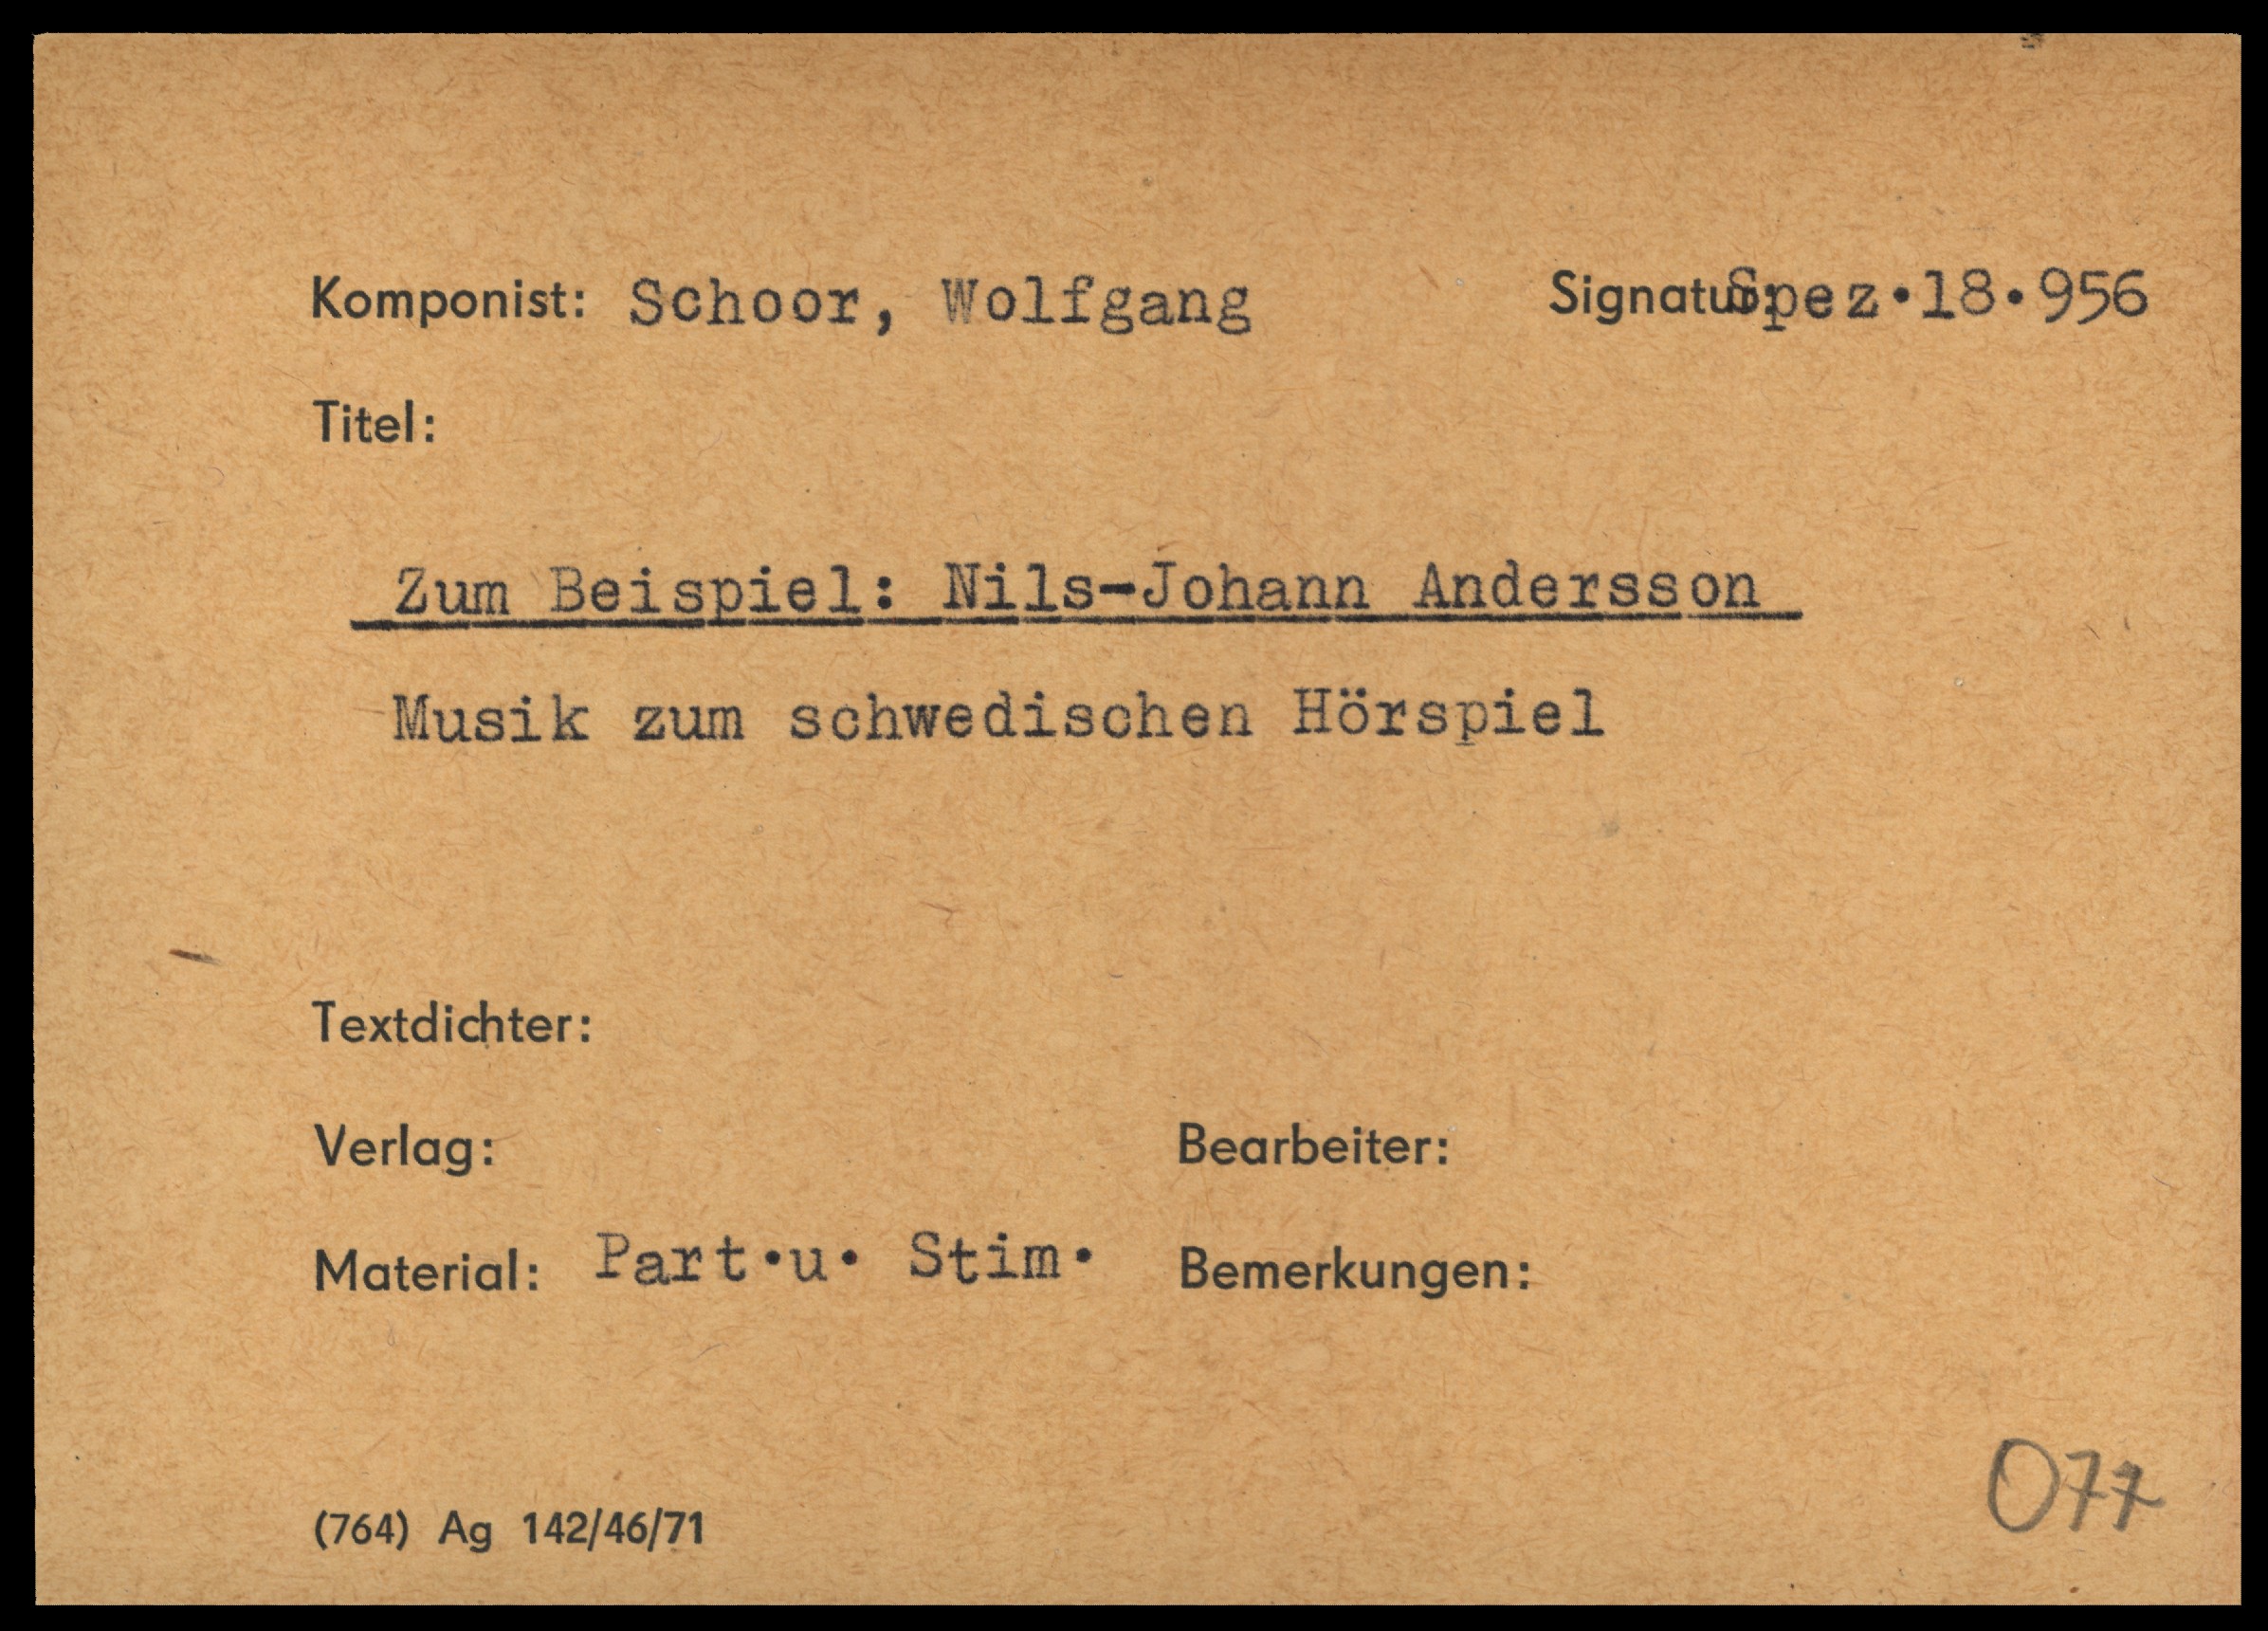 Komponist: Schoor, Wolfgang Signatur: Spez.18.956
Titel:
Zum Beispiel: Nils-Johann Andersson
Musik zum schwedischen Hörspiel
Textdichter:
Verlag: Bearbeiter:
Material: Part.u. Stim. Bemerkungen:
077
(764) Ag 142/46/71